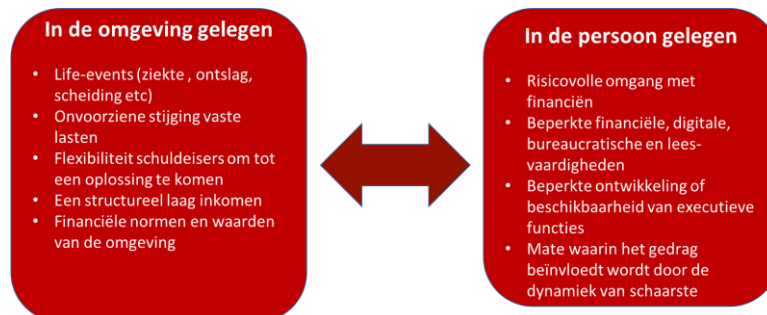 In de omgeving gelegen
• Life-events (ziekte , ontslag,
scheiding etc)
• Onvoorziene stijging vaste
lasten
• Flexibiliteit schuldeisers om tot
een oplossing te komen
• Een structureel laag inkomen
• Financiële normen en waarden
van de omgeving
In de persoon gelegen
• Risicovolle omgang met
financiën
• Beperkte financiële, digitale,
bureaucratische en lees-
vaardigheden
• Beperkte ontwikkeling of
beschikbaarheid van executieve
functies
• Mate waarin het gedrag
beïnvloedt wordt door de
dynamiek van schaarste